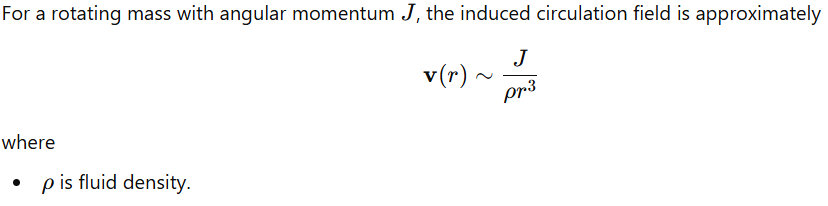 For a rotating mass with angular momentum J, the induced circulation field is approximately
v(r) ∼ J / ρr³
where
• ρ is fluid density.